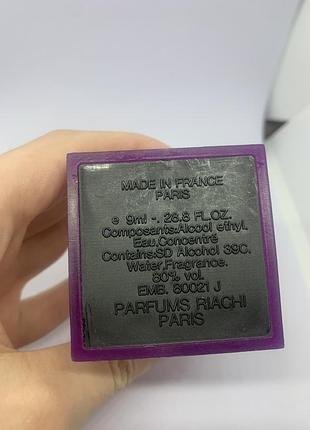 MADE IN FRANCE
PARIS
e 9ml -. 28.8 FL.OZ.
Composants:Alcool ethyl.
Eau,Concentré
Contains:SD Alcohol 39C.
Water,Fragrance.
80% vol.
EMB. 80021 J
PARFUMS RIACHI
PARIS